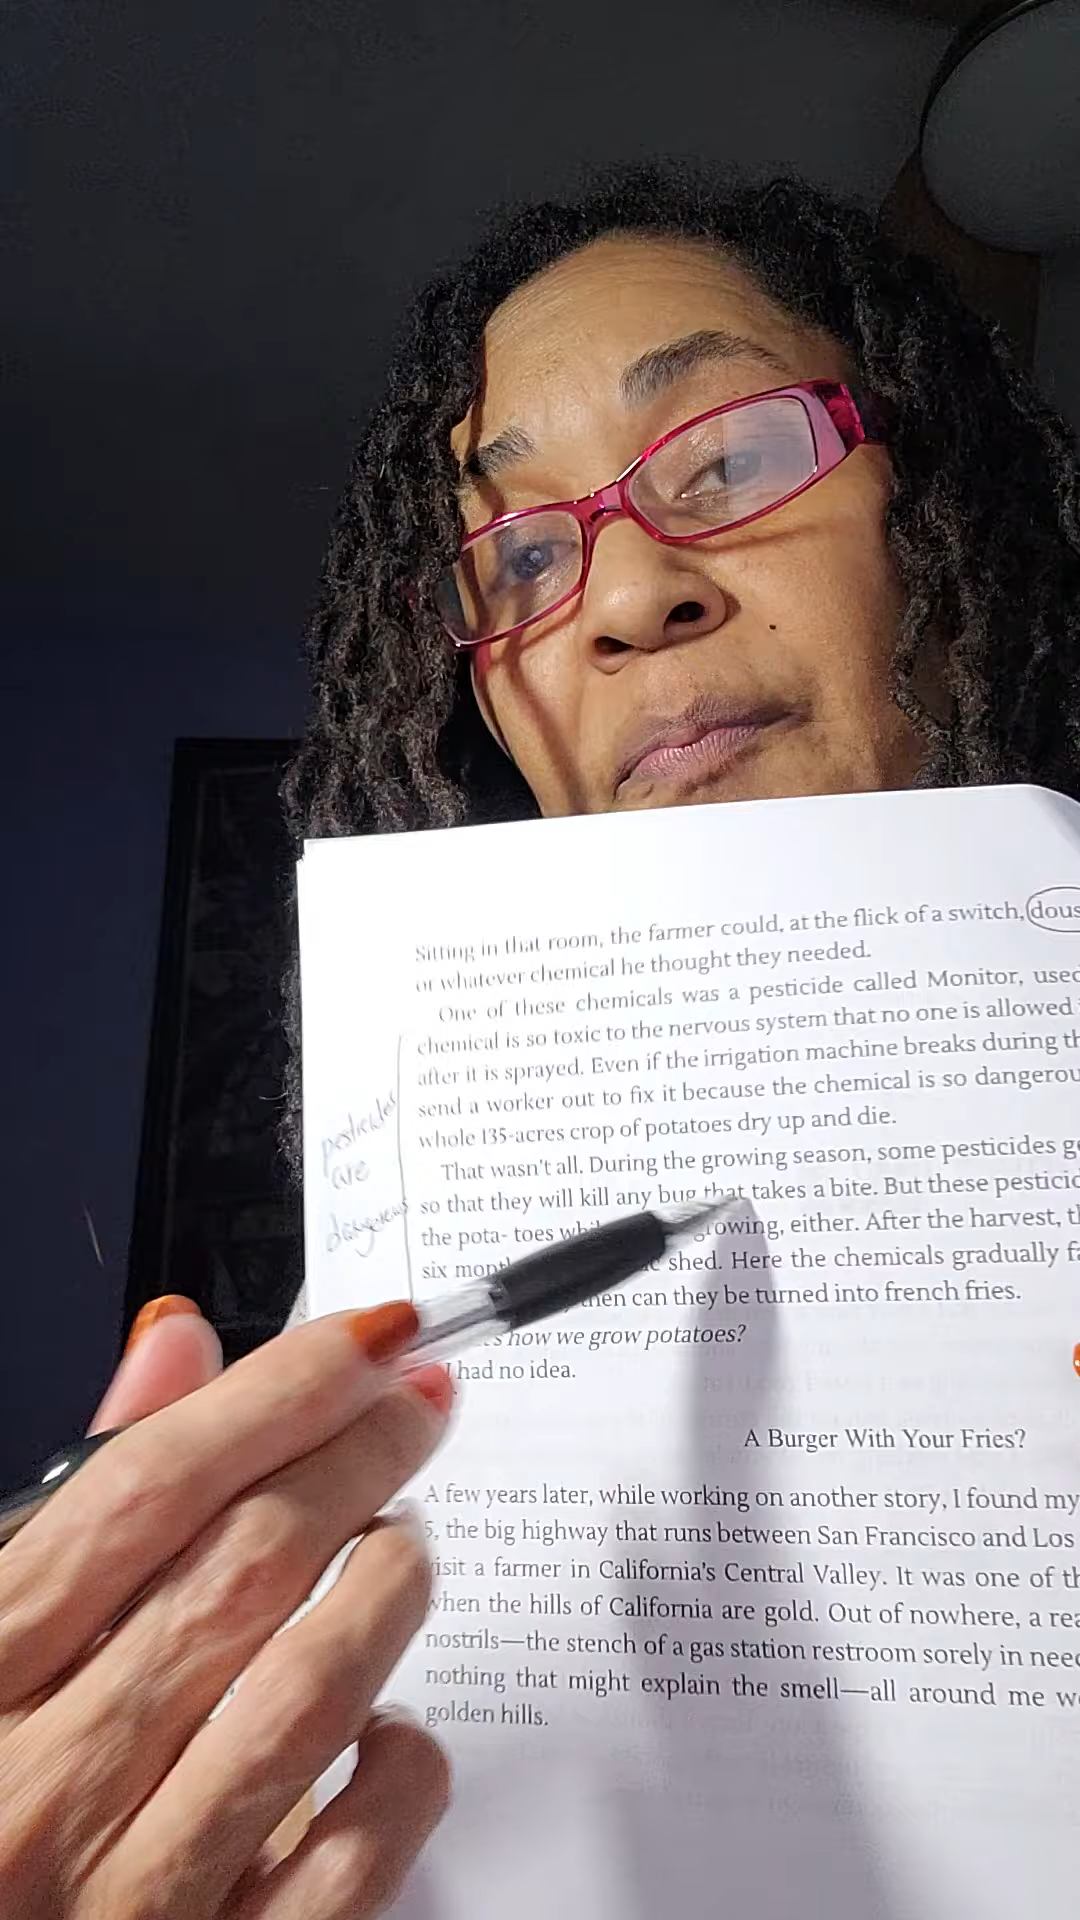 Sitting in that room, the farmer could, at the flick of a switch, dous
or whatever chemical he thought they needed.
One of these chemicals was a pesticide called Monitor, used
chemical is so toxic to the nervous system that no one is allowed
after it is sprayed. Even if the irrigation machine breaks during th
send a worker out to fix it because the chemical is so dangerou
whole 135-acres crop of potatoes dry up and die.
pesticides
are
dangerous
That wasn't all. During the growing season, some pesticides g
so that they will kill any bug that takes a bite. But these pestic
the pota- toes growing, either. After the harvest, t
six shed. Here the chemicals gradually fa
then can they be turned into french fries.
how we grow potatoes?
I had no idea.
A Burger With Your Fries?
A few years later, while working on another story, I found my
5, the big highway that runs between San Francisco and Los
visit a farmer in California's Central Valley. It was one of th
when the hills of California are gold. Out of nowhere, a rea
nostrils—the stench of a gas station restroom sorely in need
nothing that might explain the smell—all around me w
golden hills.